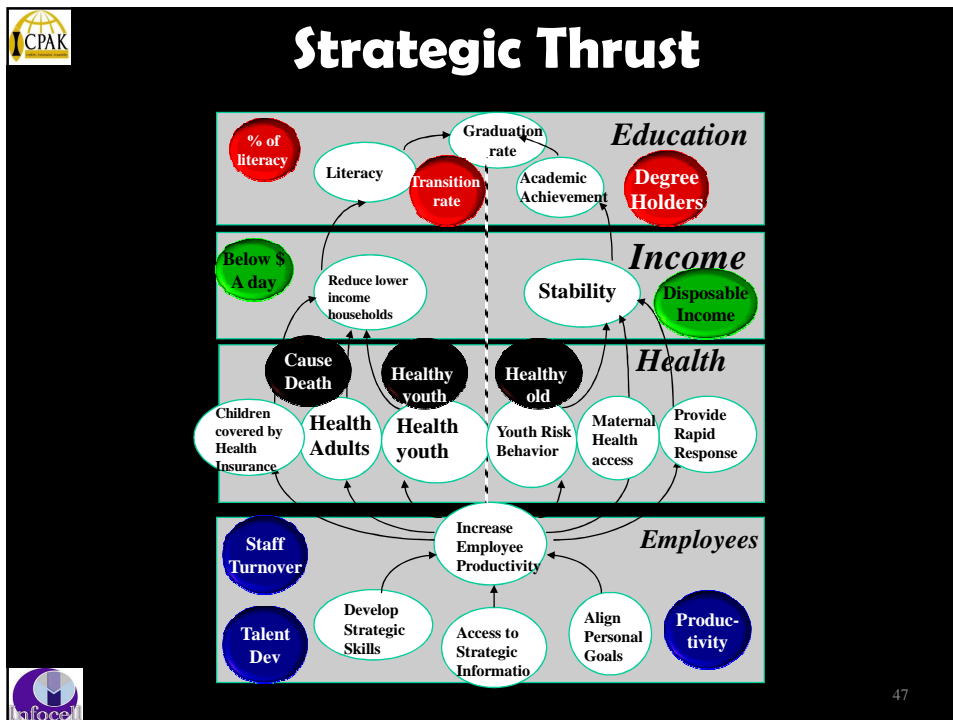 CPAK
Strategic Thrust
Education
% of
literacy
Graduation
rate
Literacy
Transition
rate
Academic
Achievement
Degree
Holders
Income
Below $
A day
Reduce lower
income
households
Stability
Disposable
Income
Health
Cause
Death
Healthy
youth
Healthy
old
Children
covered by
Health
Insurance
Health
Adults
Health
youth
Youth Risk
Behavior
Maternal
Health
access
Provide
Rapid
Response
Employees
Staff
Turnover
Increase
Employee
Productivity
Talent
Dev
Develop
Strategic
Skills
Access to
Strategic
Informatio
Align
Personal
Goals
Produc-
tivity
Infocell
47